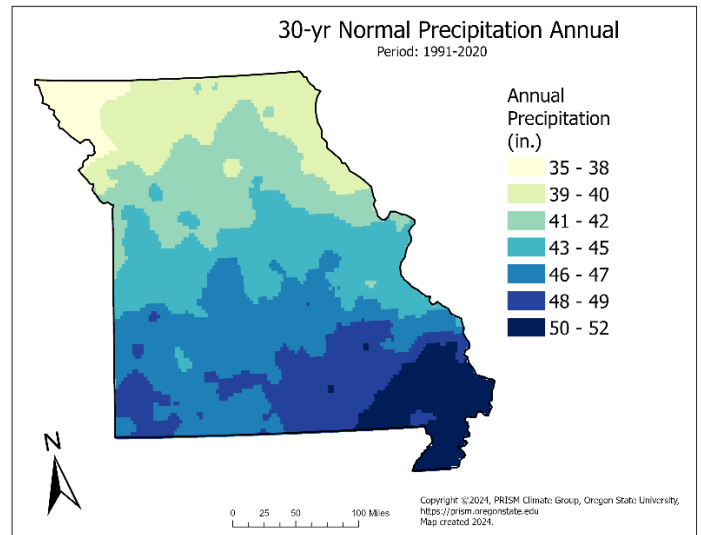 30-yr Normal Precipitation Annual
Period: 1991-2020
Annual
Precipitation
(in.)
35 - 38
39 - 40
41 - 42
43 - 45
46 - 47
48 - 49
50 - 52
N
0 25 50 100 Miles
Copyright ©2024, PRISM Climate Group, Oregon State University,
https://prism.oregonstate.edu
Map created 2024.